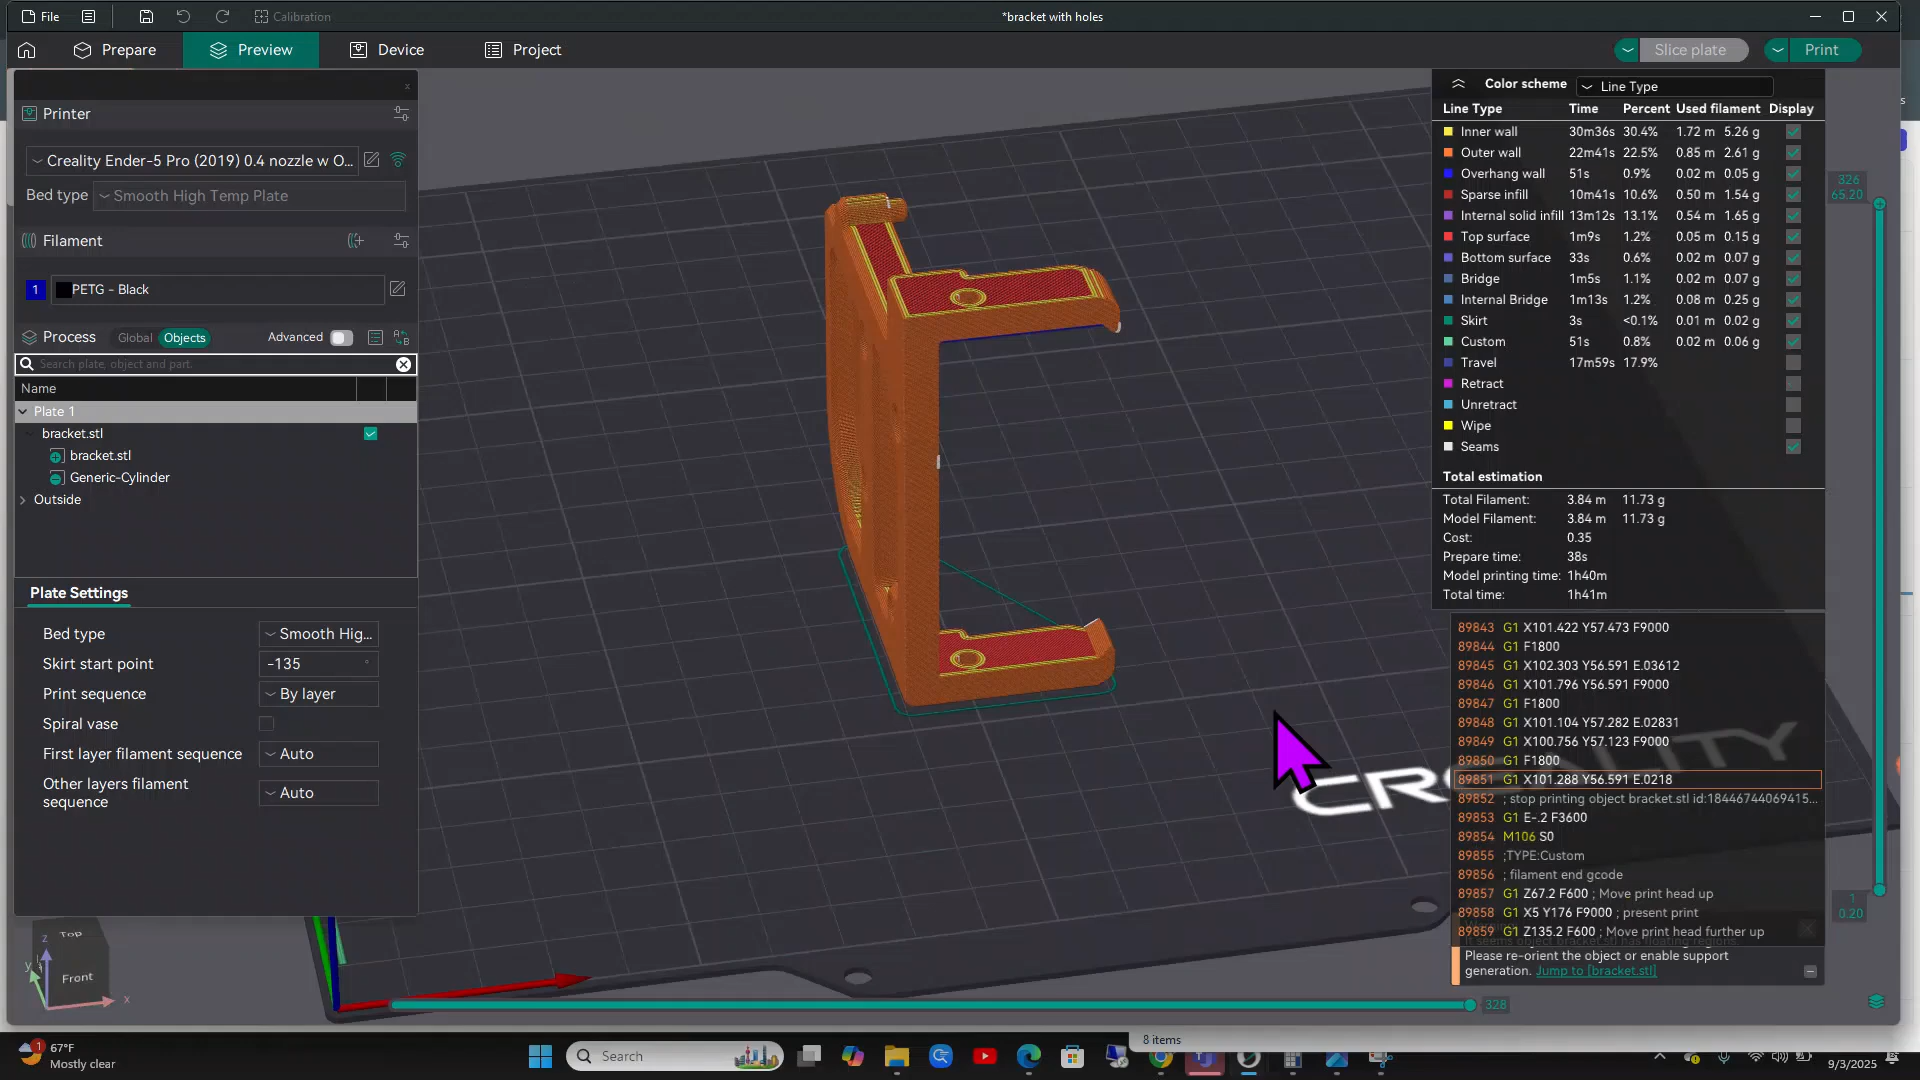 File
Calibration
*bracket with holes
Prepare
Preview
Device
Project
Slice plate
Print
Printer
Creality Ender-5 Pro (2019) 0.4 nozzle w O...
Bed type
Smooth High Temp Plate
Filament
1
PETG - Black
Process
Global
Objects
Advanced
Search plate, object and part.
Name
Plate 1
bracket.stl
bracket.stl
Generic-Cylinder
Outside
Plate Settings
Bed type
Smooth Hig...
Skirt start point
-135
°
Print sequence
By layer
Spiral vase
First layer filament sequence
Auto
Other layers filament
sequence
Auto
Color scheme
Line Type
Line Type Time Percent Used filament Display
Inner wall 30m36s 30.4% 1.72 m 5.26 g
Outer wall 22m41s 22.5% 0.85 m 2.61 g
Overhang wall 51s 0.9% 0.02 m 0.05 g
Sparse infill 10m41s 10.6% 0.50 m 1.54 g
Internal solid infill 13m12s 13.1% 0.54 m 1.65 g
Top surface 1m9s 1.2% 0.05 m 0.15 g
Bottom surface 33s 0.6% 0.02 m 0.07 g
Bridge 1m5s 1.1% 0.02 m 0.07 g
Internal Bridge 1m13s 1.2% 0.08 m 0.25 g
Skirt 3s <0.1% 0.01 m 0.02 g
Custom 51s 0.8% 0.02 m 0.06 g
Travel 17m59s 17.9%
Retract
Unretract
Wipe
Seams
Total estimation
Total Filament: 3.84 m 11.73 g
Model Filament: 3.84 m 11.73 g
Cost: 0.35
Prepare time: 38s
Model printing time: 1h40m
Total time: 1h41m
326
65.20
89843 G1 X101.422 Y57.473 F9000
89844 G1 F1800
89845 G1 X102.303 Y56.591 E.03612
89846 G1 X101.796 Y56.591 F9000
89847 G1 F1800
89848 G1 X101.104 Y57.282 E.02831
89849 G1 X100.756 Y57.123 F9000
89850 G1 F1800
89851 G1 X101.288 Y56.591 E.0218
89852 ; stop printing object bracket.stl id:18446744069415...
89853 G1 E-.2 F3600
89854 M106 S0
89855 ;TYPE:Custom
89856 ; filament end gcode
89857 G1 Z67.2 F600 ; Move print head up
89858 G1 X5 Y176 F9000 ; present print
89859 G1 Z135.2 F600 ; Move print head further up
It seems object bracket.stl has floating regions.
Please re-orient the object or enable support
generation. Jump to [bracket.stl]
1
0.20
CREALITY
328
Top
Front
z
y
x
67°F
Mostly clear
1
Search
8 items
9/3/2025